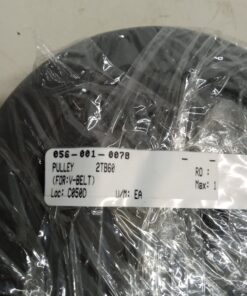 056-001-0078
PULLEY 2TB60
(FOR:V-BELT) RO :
Loc: C050D U/M: EA Max: 1